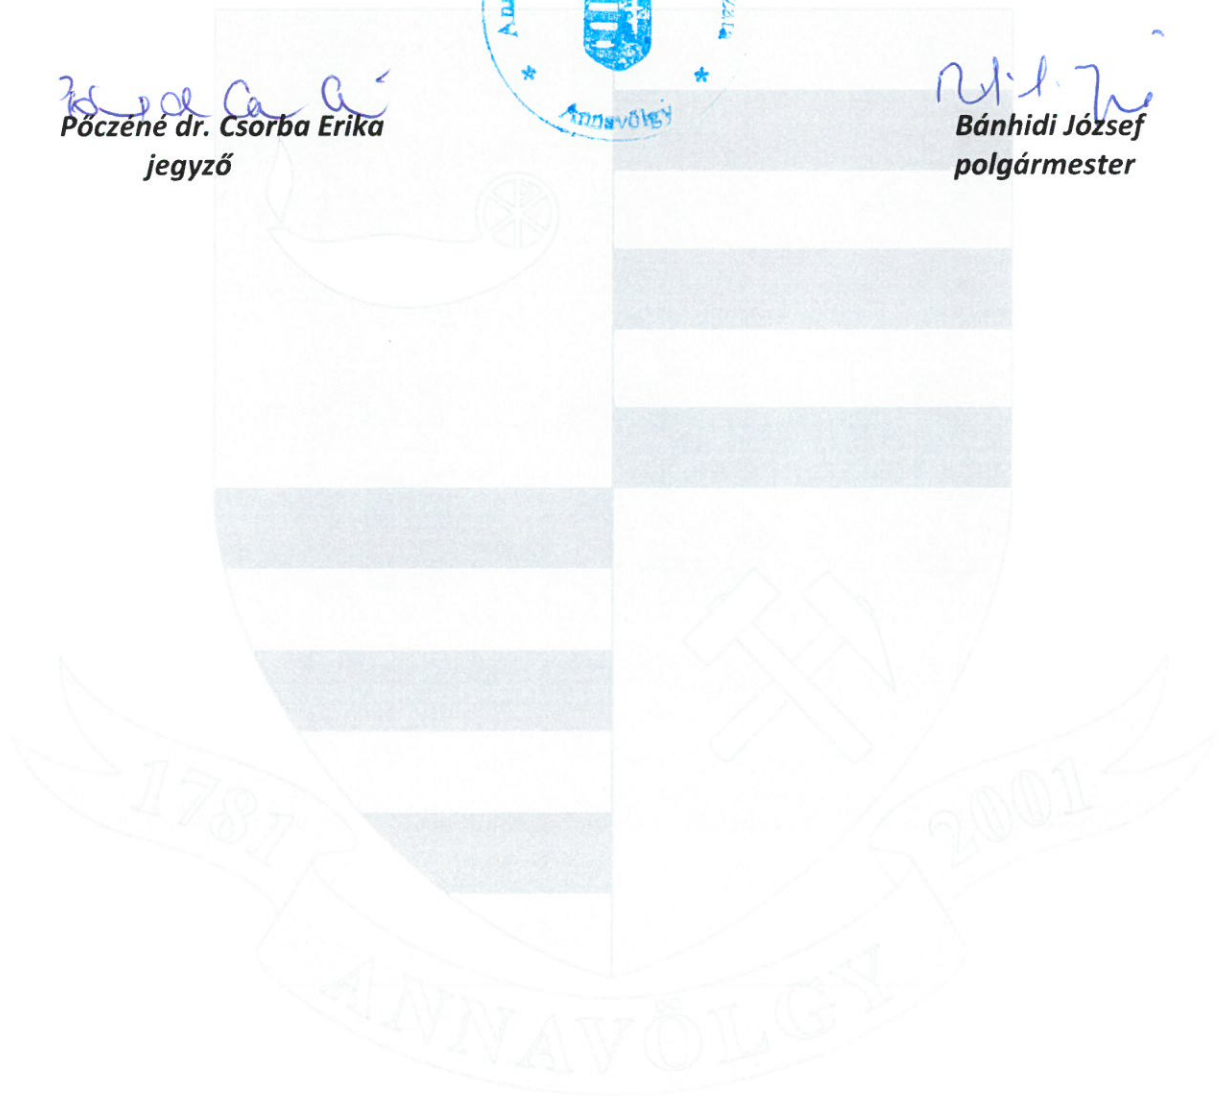 Annavölgy
Pőczéné dr. Csorba Erika
jegyző
Bánhidi József
polgármester
1781
2001
ANNAVÖLGY